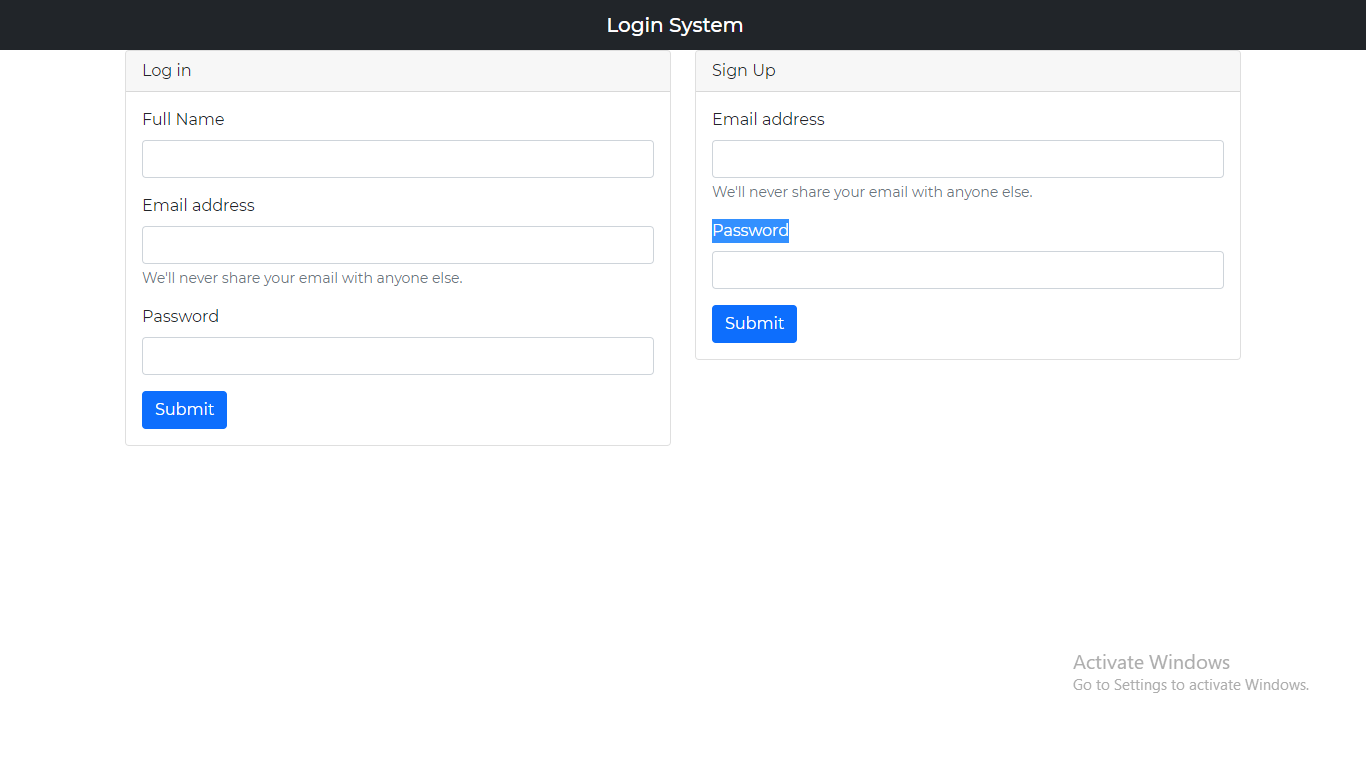 Login System
Log in
Full Name
Email address
We'll never share your email with anyone else.
Password
Submit
Sign Up
Email address
We'll never share your email with anyone else.
Password
Submit
Activate Windows
Go to Settings to activate Windows.